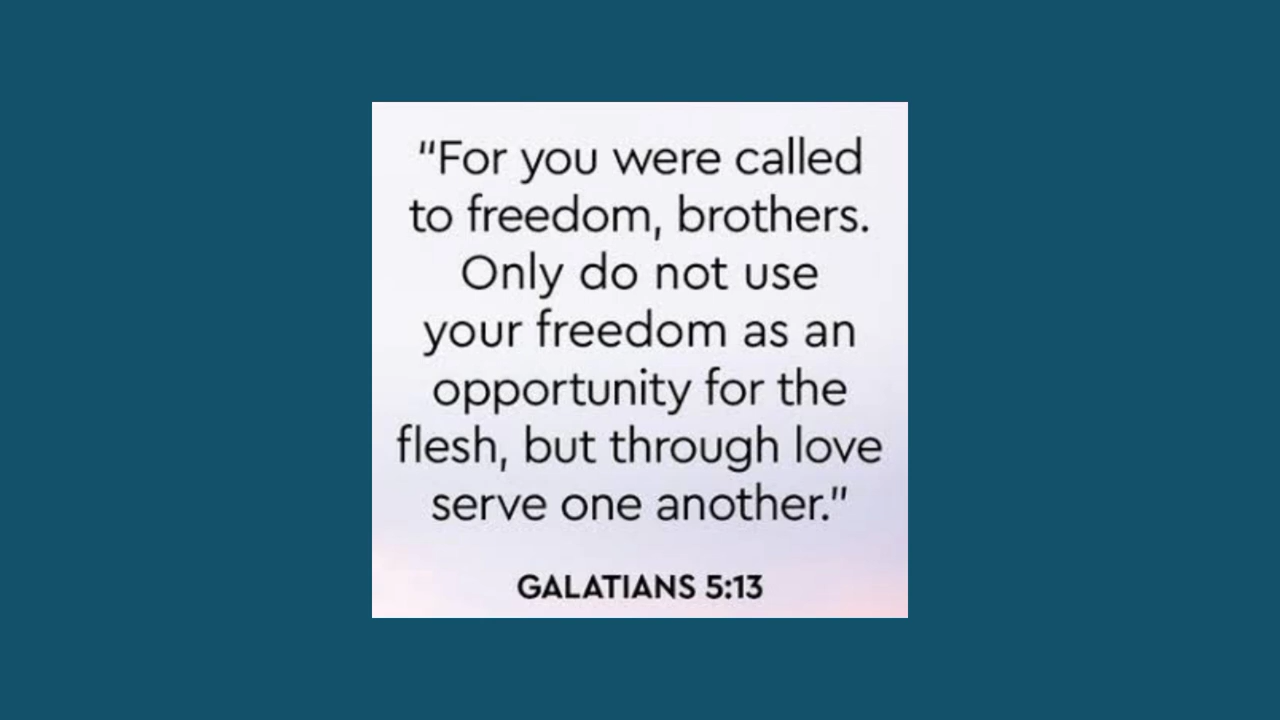 "For you were called
to freedom, brothers.
Only do not use
your freedom as an
opportunity for the
flesh, but through love
serve one another."
GALATIANS 5:13